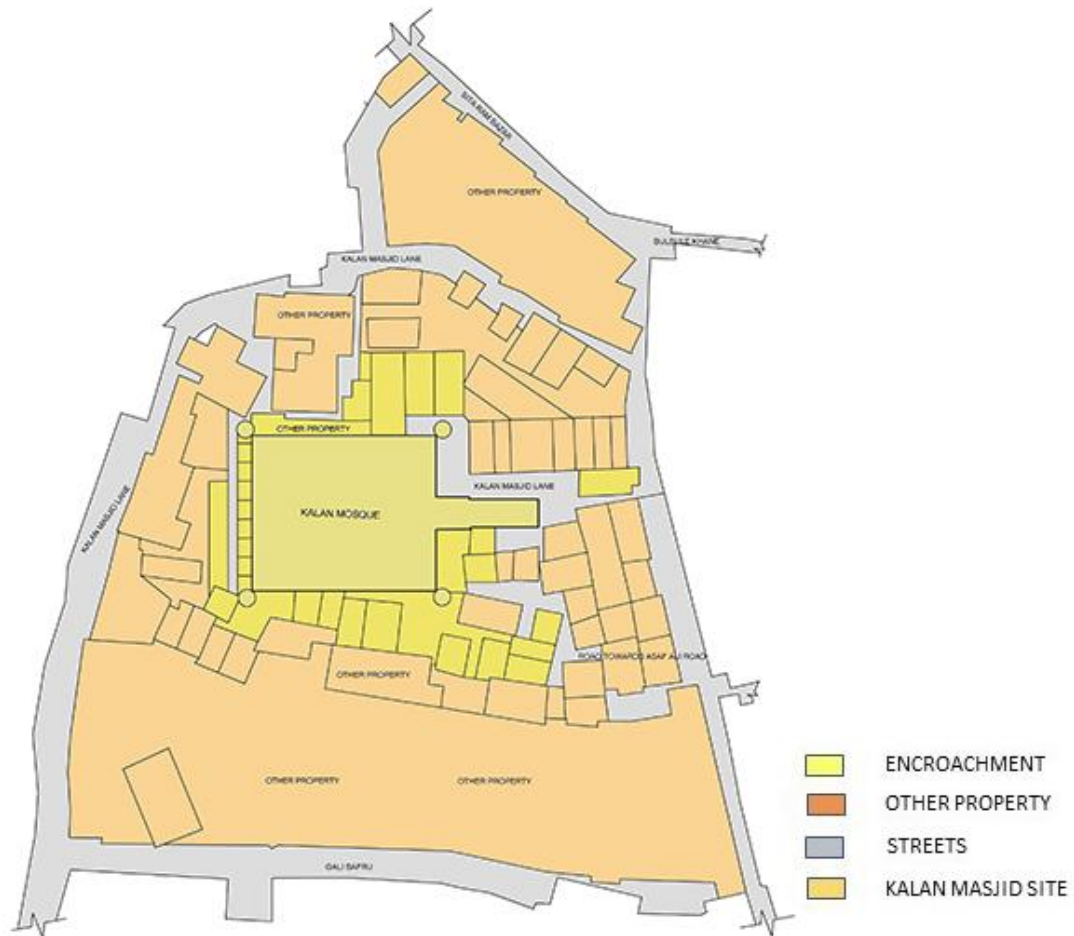 SITA RAM BAZAR
OTHER PROPERTY
BULBULE KHANE
KALAN MASJID LANE
OTHER PROPERTY
OTHER PROPERTY
KALAN MASJID LANE
KALAN MOSQUE
KALAN MASJID LANE
ROAD TOWARDS ASAF ALI ROAD
OTHER PROPERTY
OTHER PROPERTY
OTHER PROPERTY
ENCROACHMENT
OTHER PROPERTY
STREETS
KALAN MASJID SITE